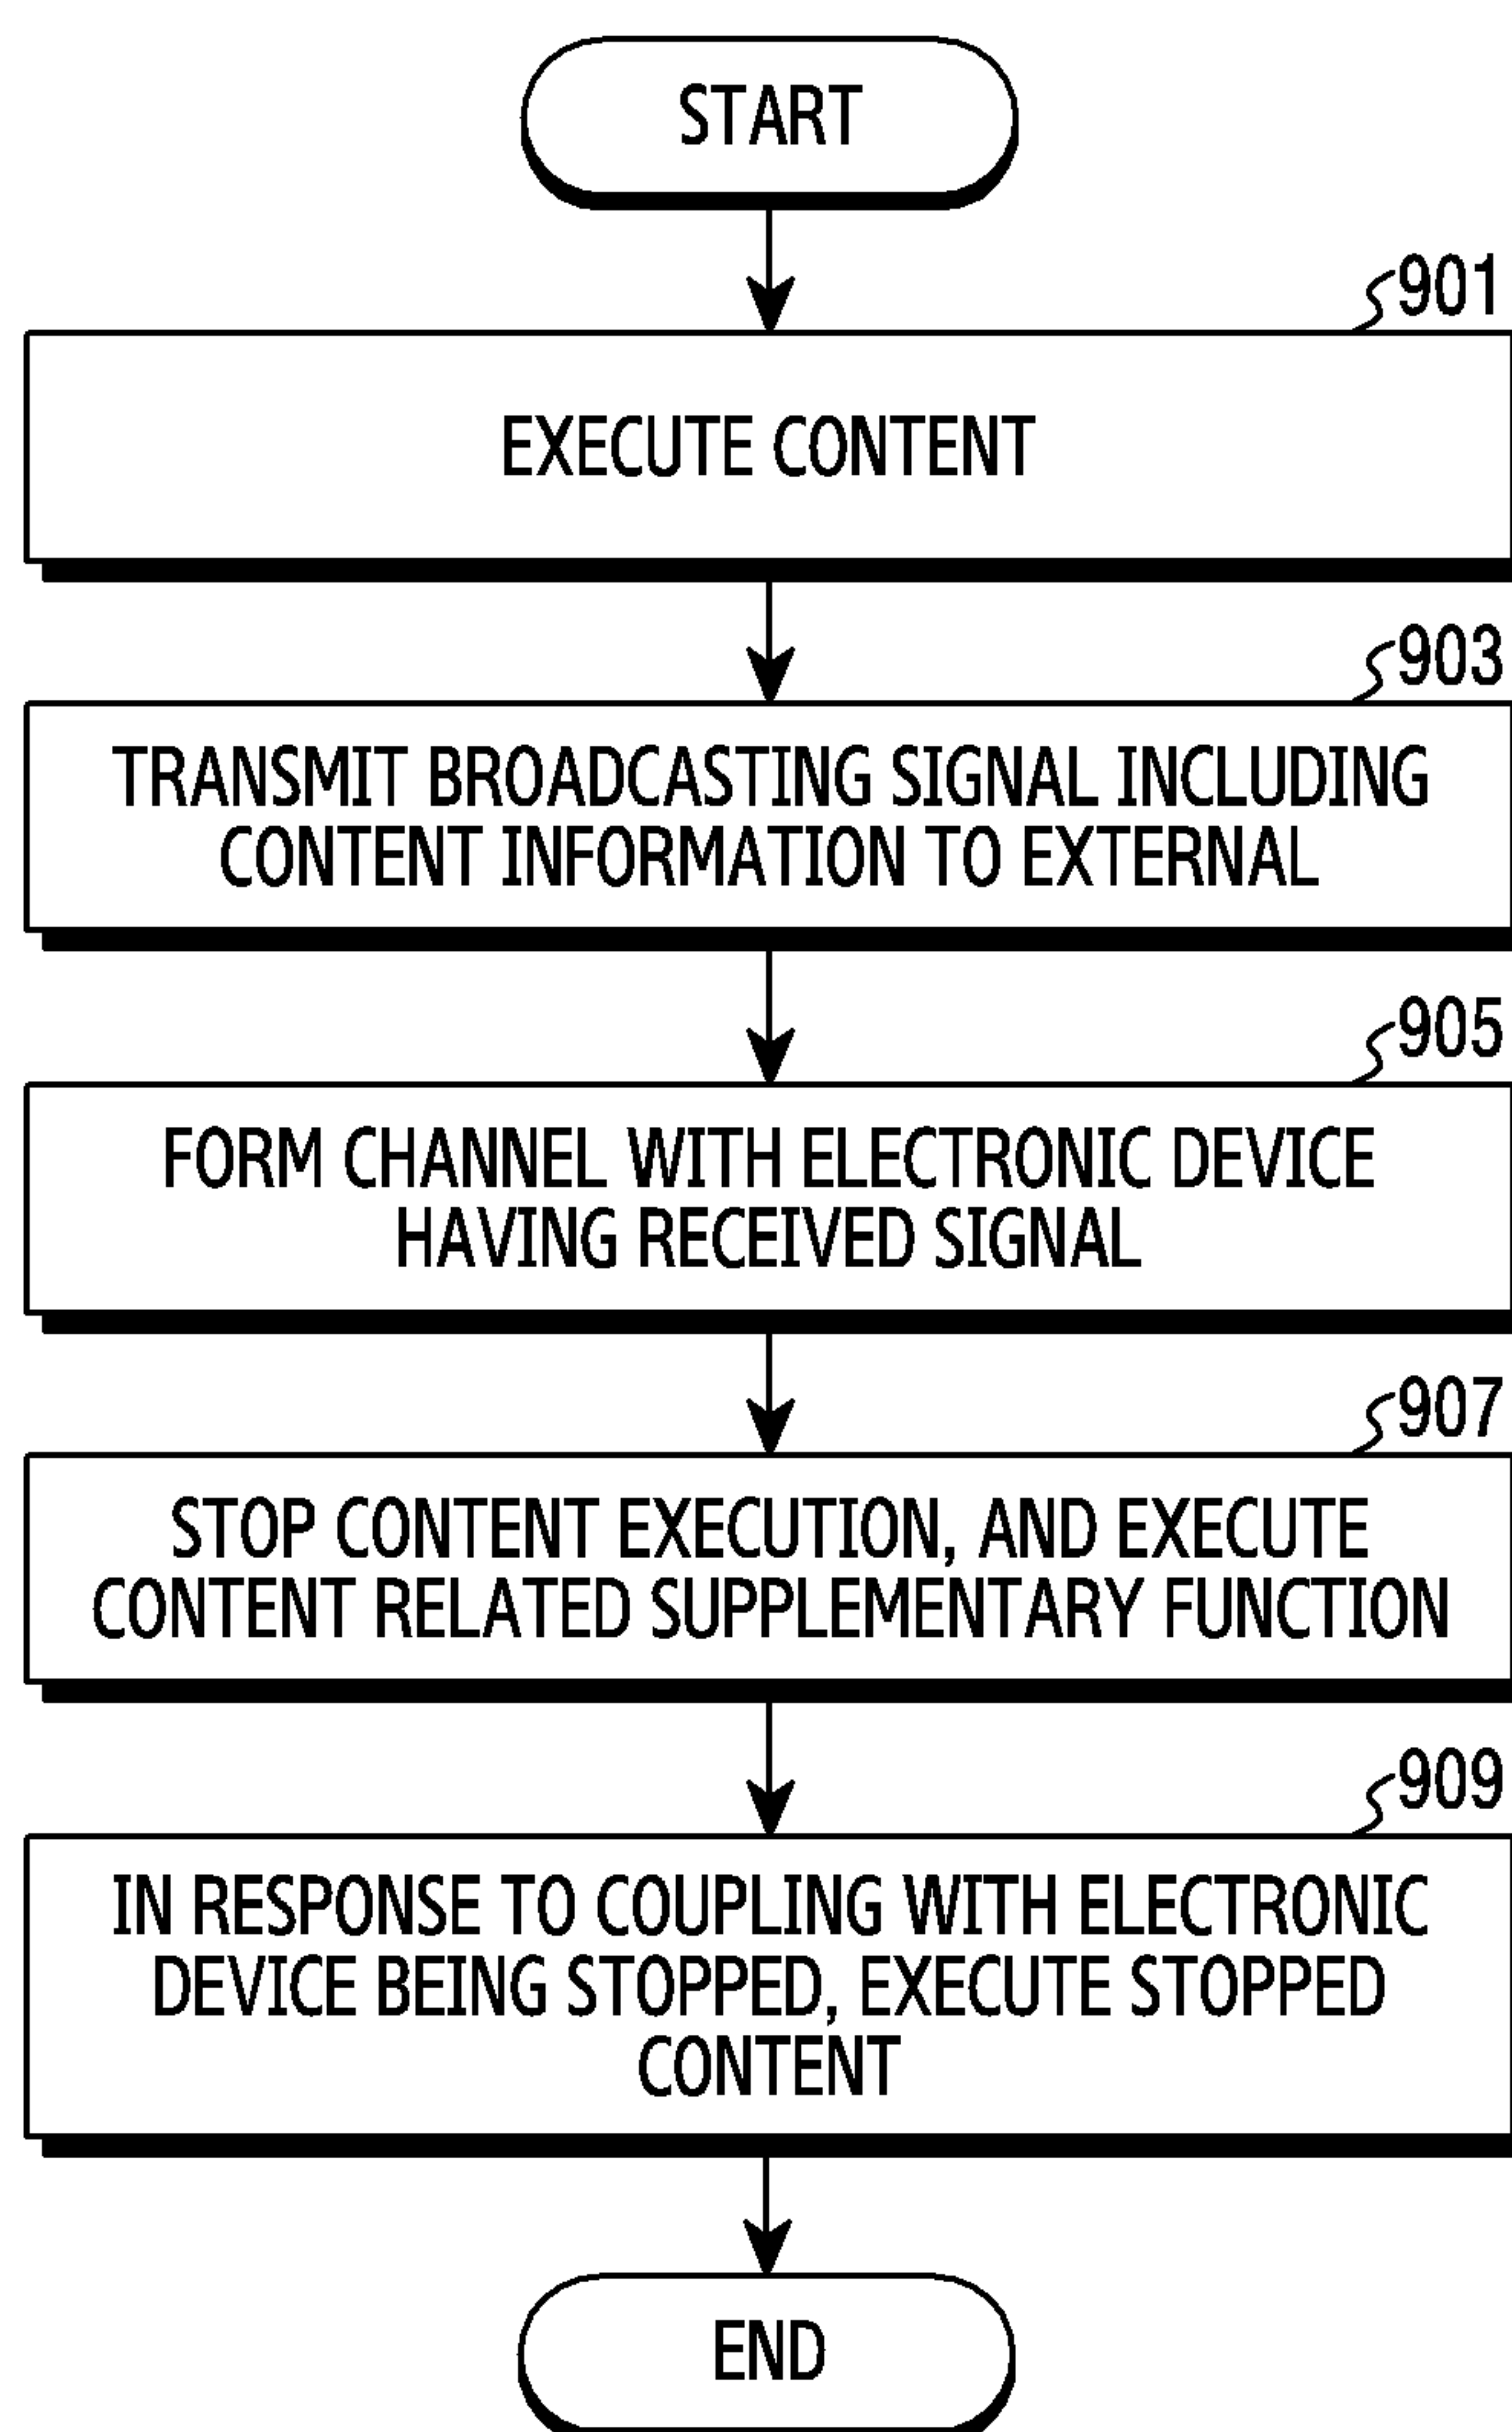 START
901
EXECUTE CONTENT
903
TRANSMIT BROADCASTING SIGNAL INCLUDING
CONTENT INFORMATION TO EXTERNAL
905
FORM CHANNEL WITH ELECTRONIC DEVICE
HAVING RECEIVED SIGNAL
907
STOP CONTENT EXECUTION, AND EXECUTE
CONTENT RELATED SUPPLEMENTARY FUNCTION
909
IN RESPONSE TO COUPLING WITH ELECTRONIC
DEVICE BEING STOPPED, EXECUTE STOPPED
CONTENT
END